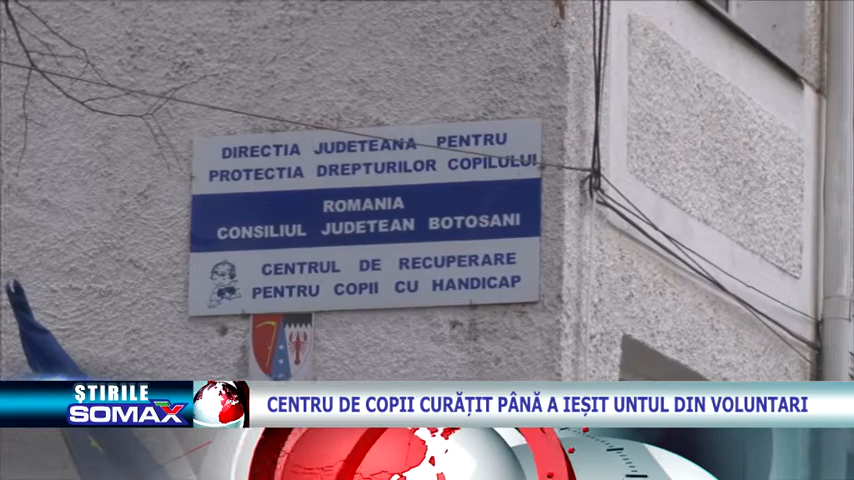 DIRECTIA JUDETEANA PENTRU
PROTECTIA DREPTURILOR COPILULUI
ROMANIA
CONSILIUL JUDETEAN BOTOSANI
CENTRUL DE RECUPERARE
PENTRU COPII CU HANDICAP
ȘTIRILE
SOMAX TV
CENTRU DE COPII CURĂȚIT PÂNĂ A IEȘIT UNTUL DIN VOLUNTARI